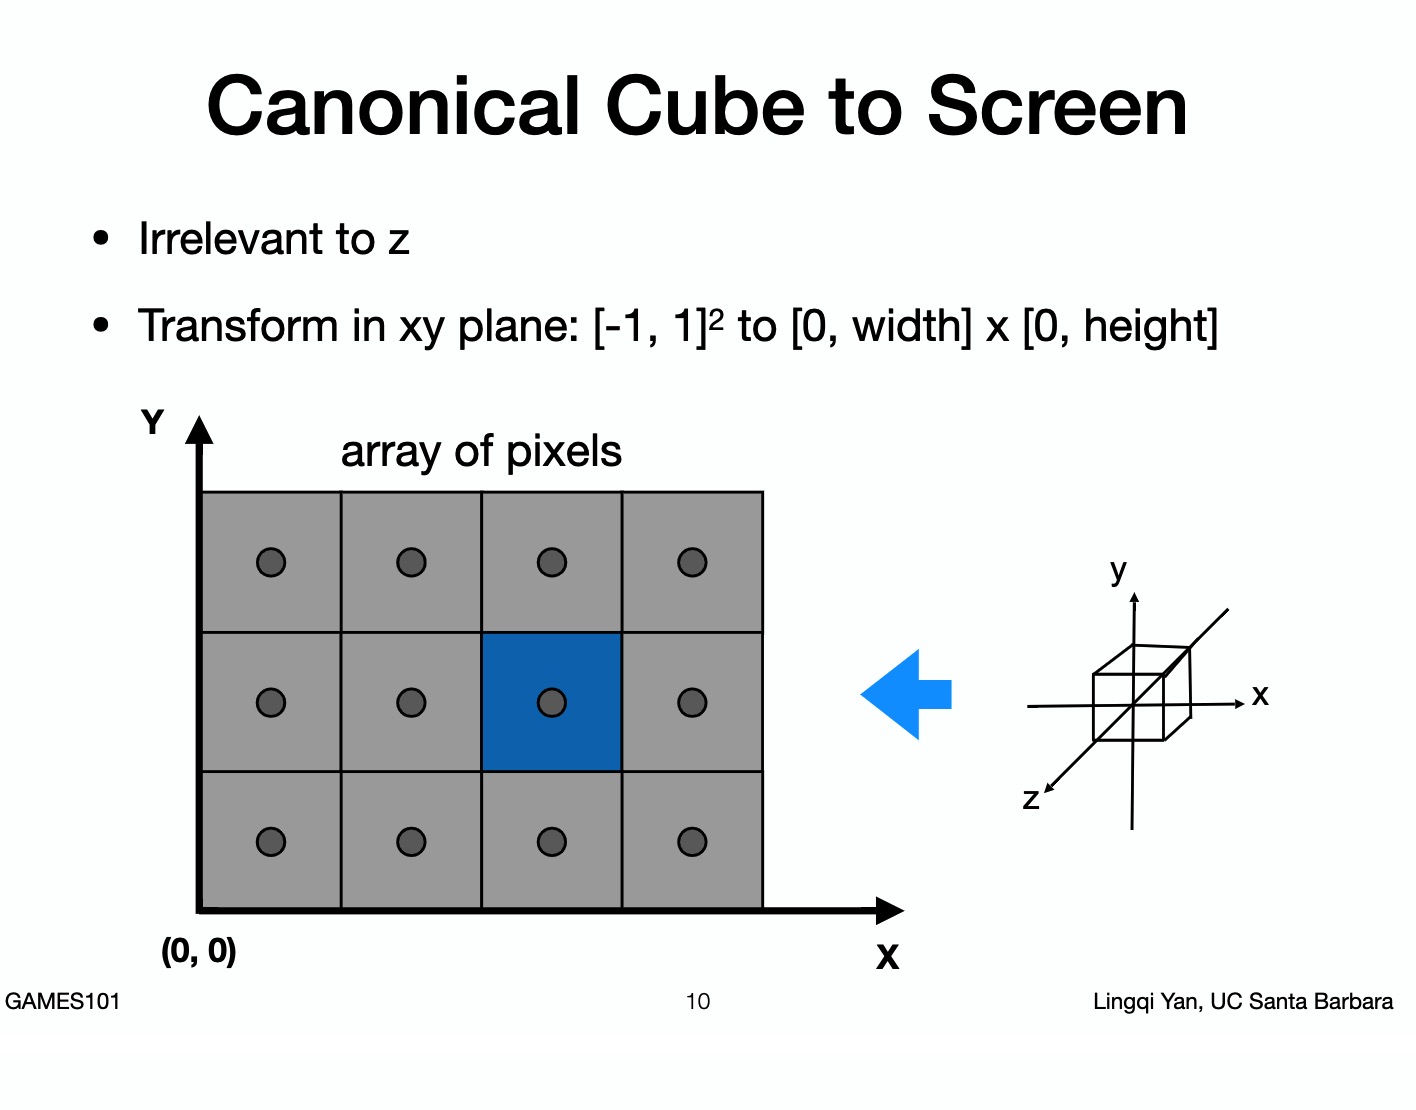 Canonical Cube to Screen
• Irrelevant to z
• Transform in xy plane: [-1, 1]² to [0, width] x [0, height]
Y
array of pixels
y
x
z
(0, 0)
X
GAMES101
10
Lingqi Yan, UC Santa Barbara